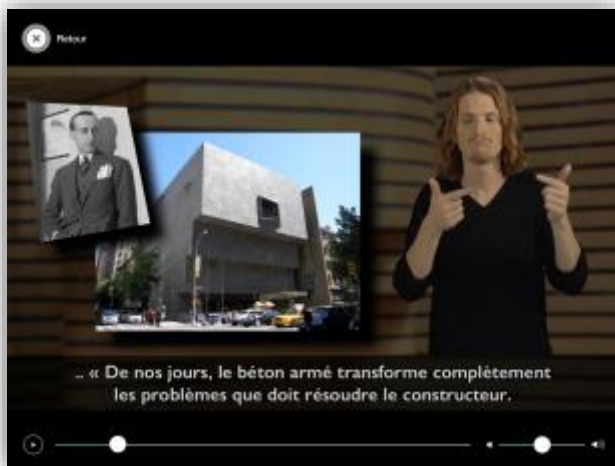 Retour
.. « De nos jours, le béton armé transforme complètement
les problèmes que doit résoudre le constructeur.